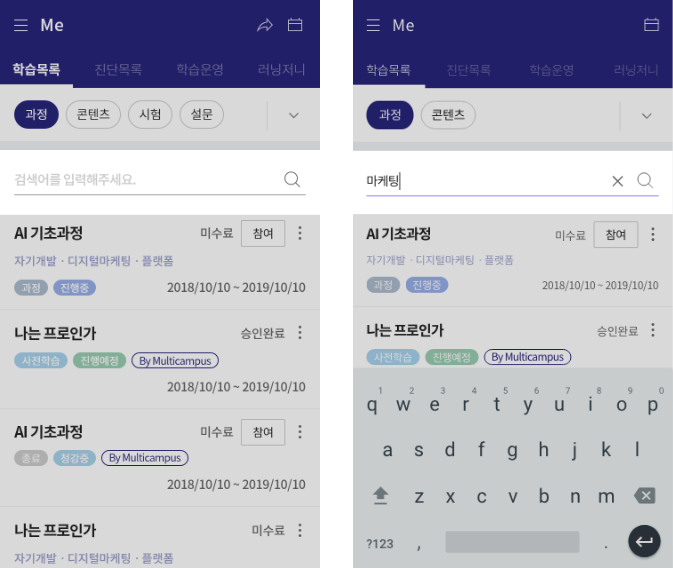 Me
학습목록 진단목록 학습운영 러닝저니
과정 콘텐츠 시험 설문
검색어를 입력해주세요.
AI 기초과정 미수료 참여
자기개발 · 디지털마케팅 · 플랫폼
과정 진행중 2018/10/10 ~ 2019/10/10
나는 프로인가 승인완료
사전학습 진행예정 By Multicampus
2018/10/10 ~ 2019/10/10
AI 기초과정 미수료 참여
종료 청강중 By Multicampus
2018/10/10 ~ 2019/10/10
나는 프로인가 미수료
자기개발 · 디지털마케팅 · 플랫폼
Me
학습목록 진단목록 학습운영 러닝저니
과정 콘텐츠
마케팅
AI 기초과정 미수료 참여
자기개발 · 디지털마케팅 · 플랫폼
과정 진행중 2018/10/10 ~ 2019/10/10
나는 프로인가 승인완료
사전학습 진행예정 By Multicampus
1 2 3 4 5 6 7 8 9 0
q w e r t y u i o p
a s d f g h j k l
z x c v b n m
?123 , .